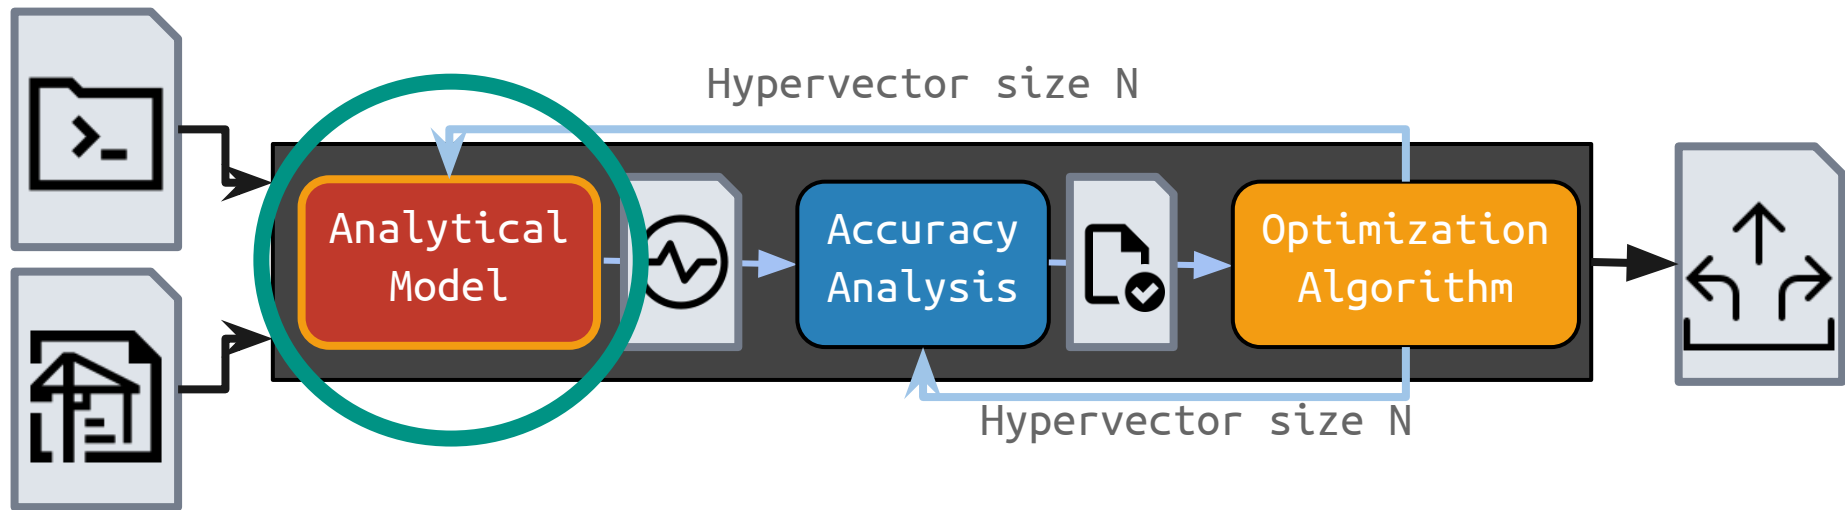 Hypervector size N
Analytical
Model
Accuracy
Analysis
Optimization
Algorithm
Hypervector size N